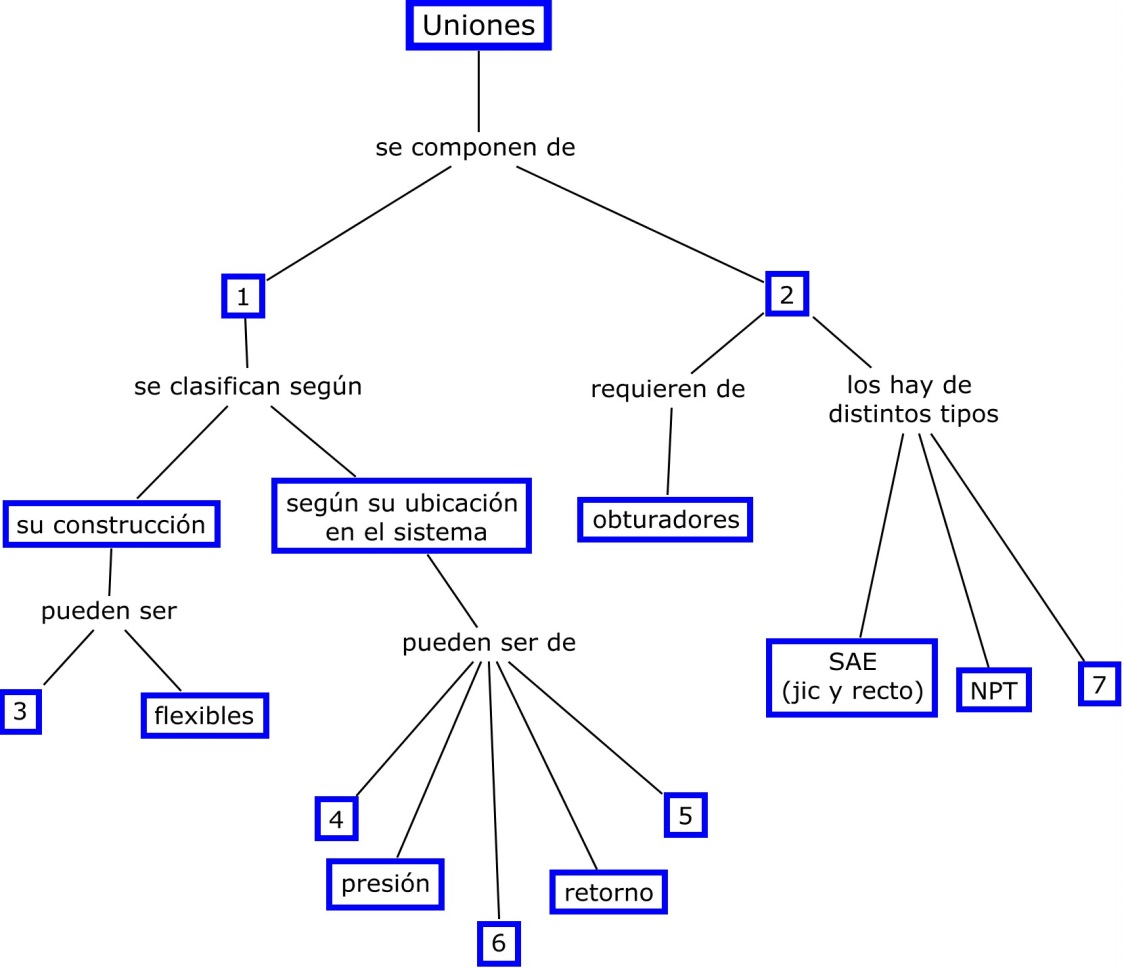 Uniones
se componen de
1
2
se clasifican según
requieren de
los hay de
distintos tipos
su construcción
según su ubicación
en el sistema
obturadores
pueden ser
pueden ser de
SAE
(jic y recto)
NPT
7
3
flexibles
4
5
presión
retorno
6